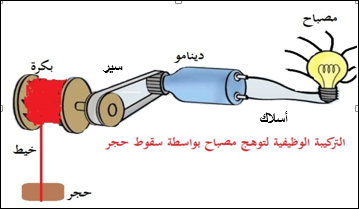 مصباح
دينامو
سير
بكرة
أسلاك
التركيبة الوظيفية لتوهج مصباح بواسطة سقوط حجر
خيط
حجر